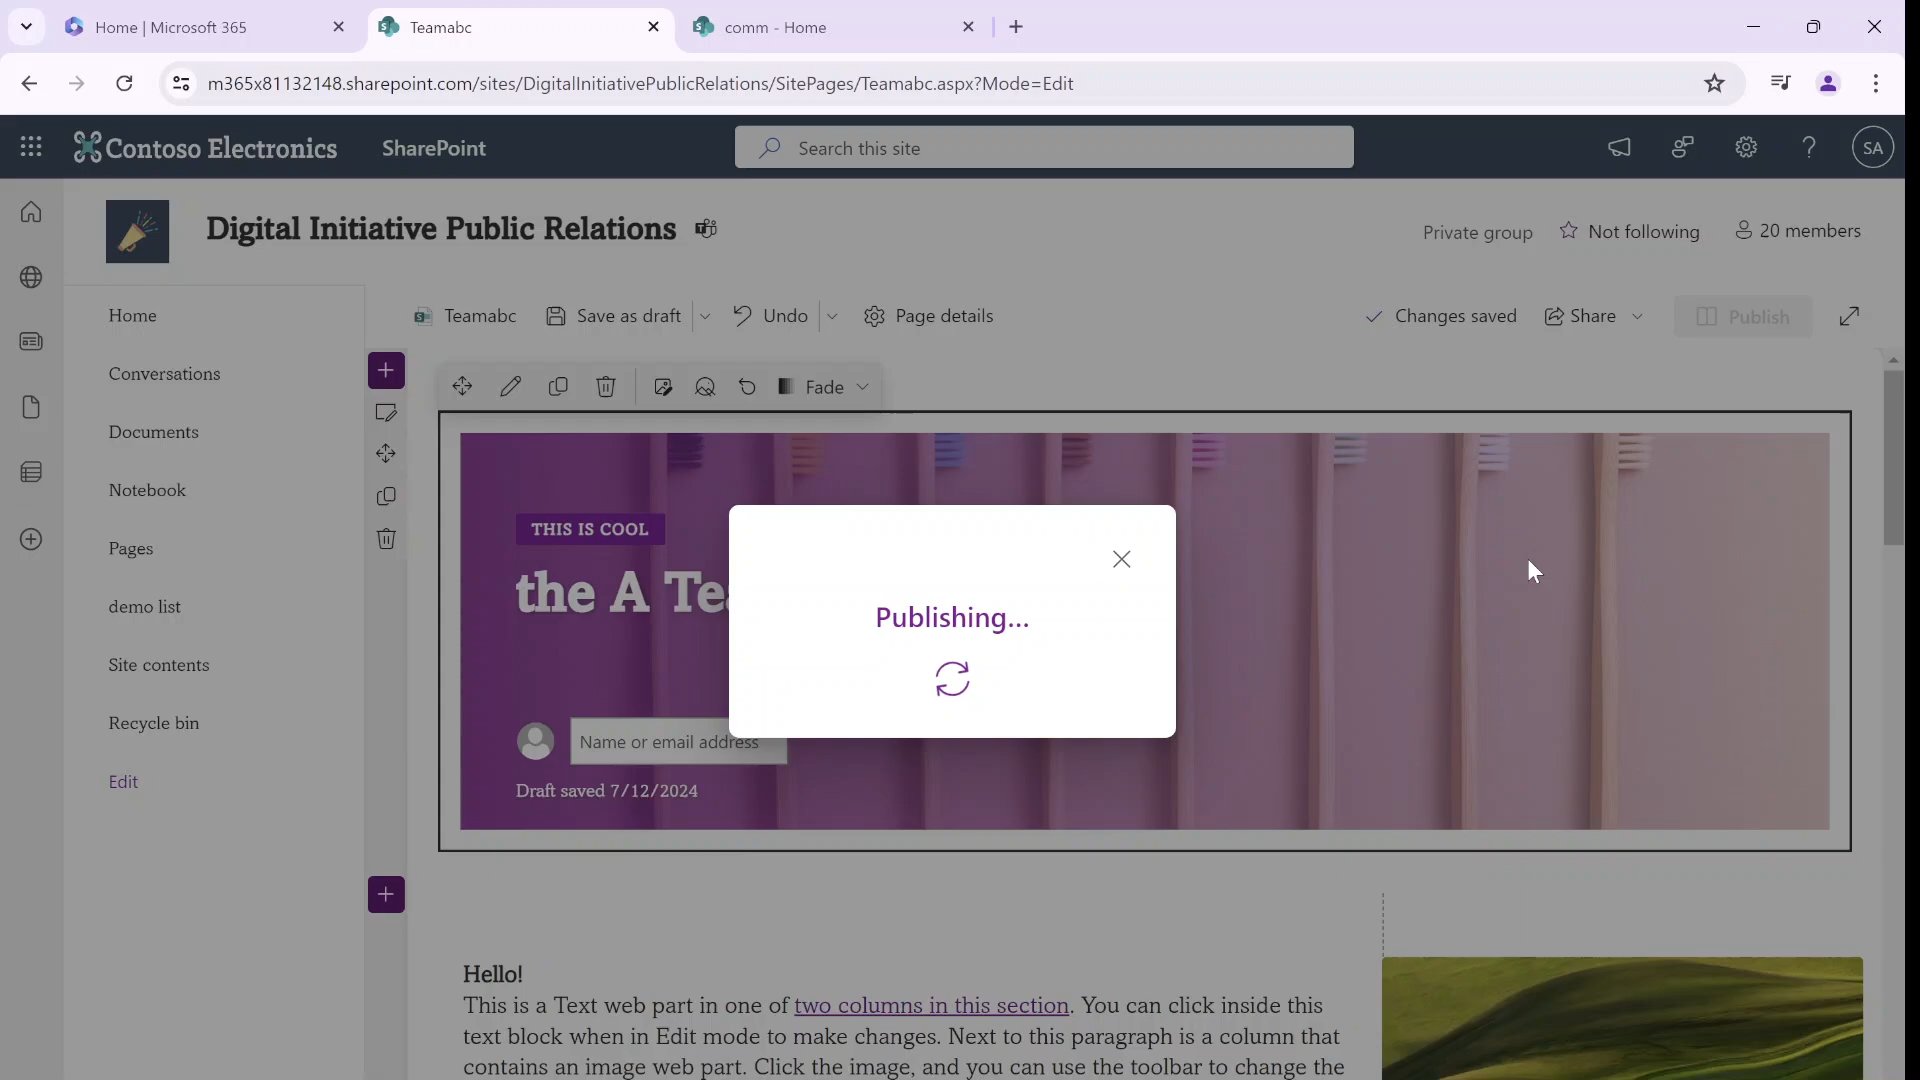 Home | Microsoft 365
Teamabc
comm - Home
m365x81132148.sharepoint.com/sites/DigitalInitiativePublicRelations/SitePages/Teamabc.aspx?Mode=Edit
Contoso Electronics
SharePoint
Search this site
SA
Digital Initiative Public Relations
Private group
Not following
20 members
Home
Conversations
Documents
Notebook
Pages
demo list
Site contents
Recycle bin
Edit
Teamabc
Save as draft
Undo
Page details
Changes saved
Share
Publish
Fade
THIS IS COOL
the A Te
Publishing...
Name or email address
Draft saved 7/12/2024
Hello!
This is a Text web part in one of two columns in this section. You can click inside this
text block when in Edit mode to make changes. Next to this paragraph is a column that
contains an image web part. Click the image, and you can use the toolbar to change the